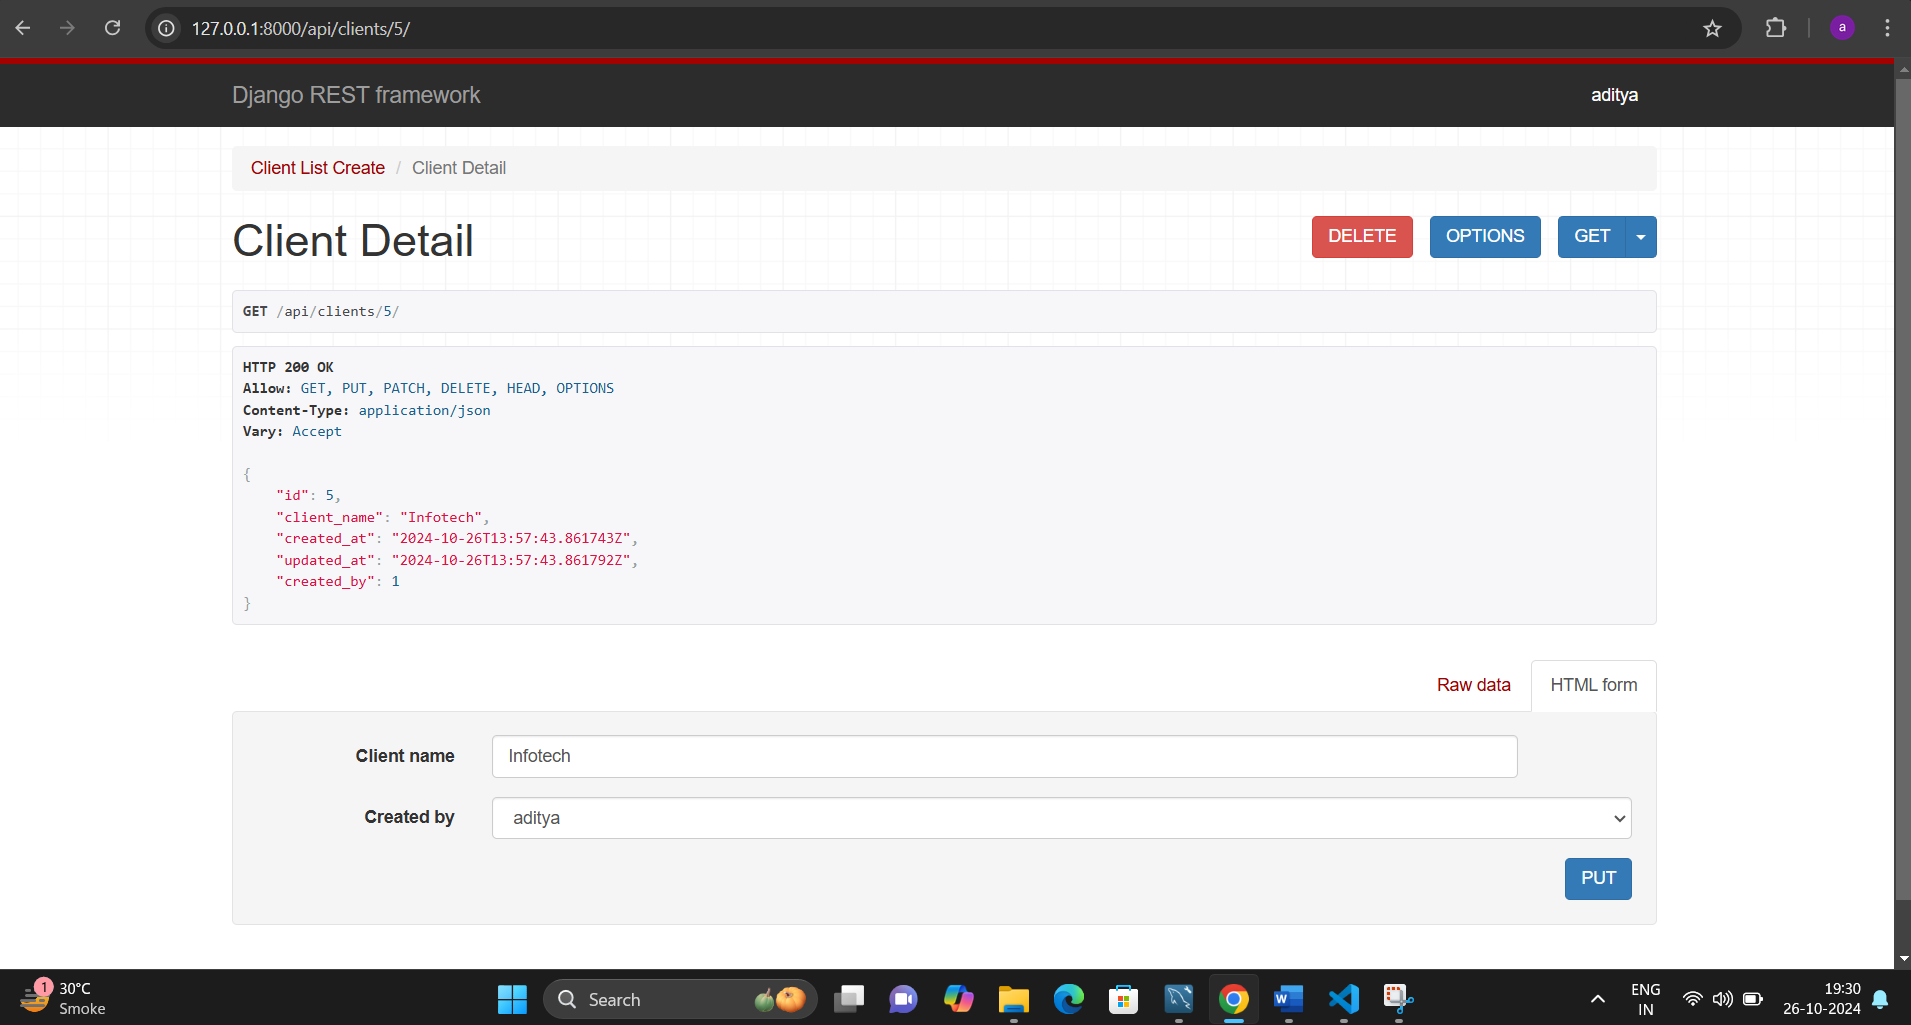 127.0.0.1:8000/api/clients/5/
a
Django REST framework
aditya
Client List Create / Client Detail
Client Detail
DELETE
OPTIONS
GET
GET /api/clients/5/
HTTP 200 OK
Allow: GET, PUT, PATCH, DELETE, HEAD, OPTIONS
Content-Type: application/json
Vary: Accept
{
"id": 5,
"client_name": "Infotech",
"created_at": "2024-10-26T13:57:43.861743Z",
"updated_at": "2024-10-26T13:57:43.861792Z",
"created_by": 1
}
Raw data
HTML form
Client name
Infotech
Created by
aditya
PUT
1
30°C
Smoke
Search
W
ENG
IN
19:30
26-10-2024